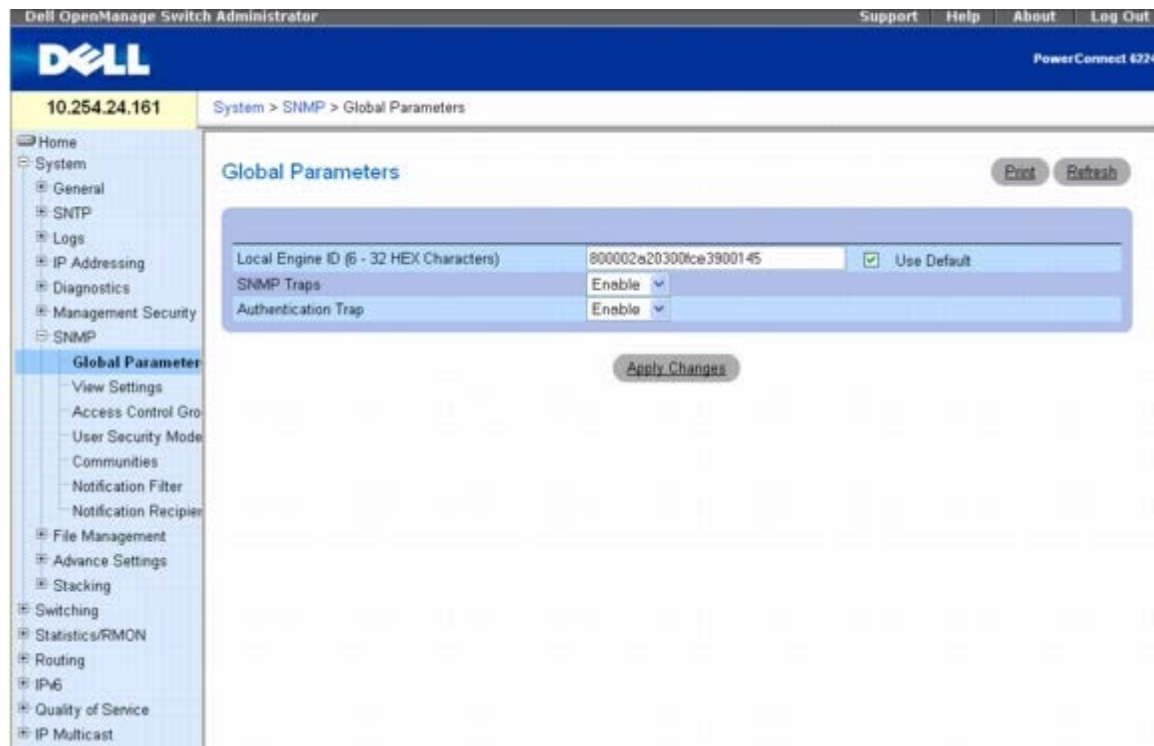 Dell OpenManage Switch Administrator
Support Help About Log Out
DELL
PowerConnect 6224
10.254.24.161
System > SNMP > Global Parameters
Home
System
General
SNTP
Logs
IP Addressing
Diagnostics
Management Security
SNMP
Global Parameter
View Settings
Access Control Gro
User Security Mode
Communities
Notification Filter
Notification Recipien
File Management
Advance Settings
Stacking
Switching
Statistics/RMON
Routing
IPv6
Quality of Service
IP Multicast
Global Parameters
Print Refresh
Local Engine ID (6 - 32 HEX Characters) 800002a20300fce3900145 Use Default
SNMP Traps Enable
Authentication Trap Enable
Apply Changes